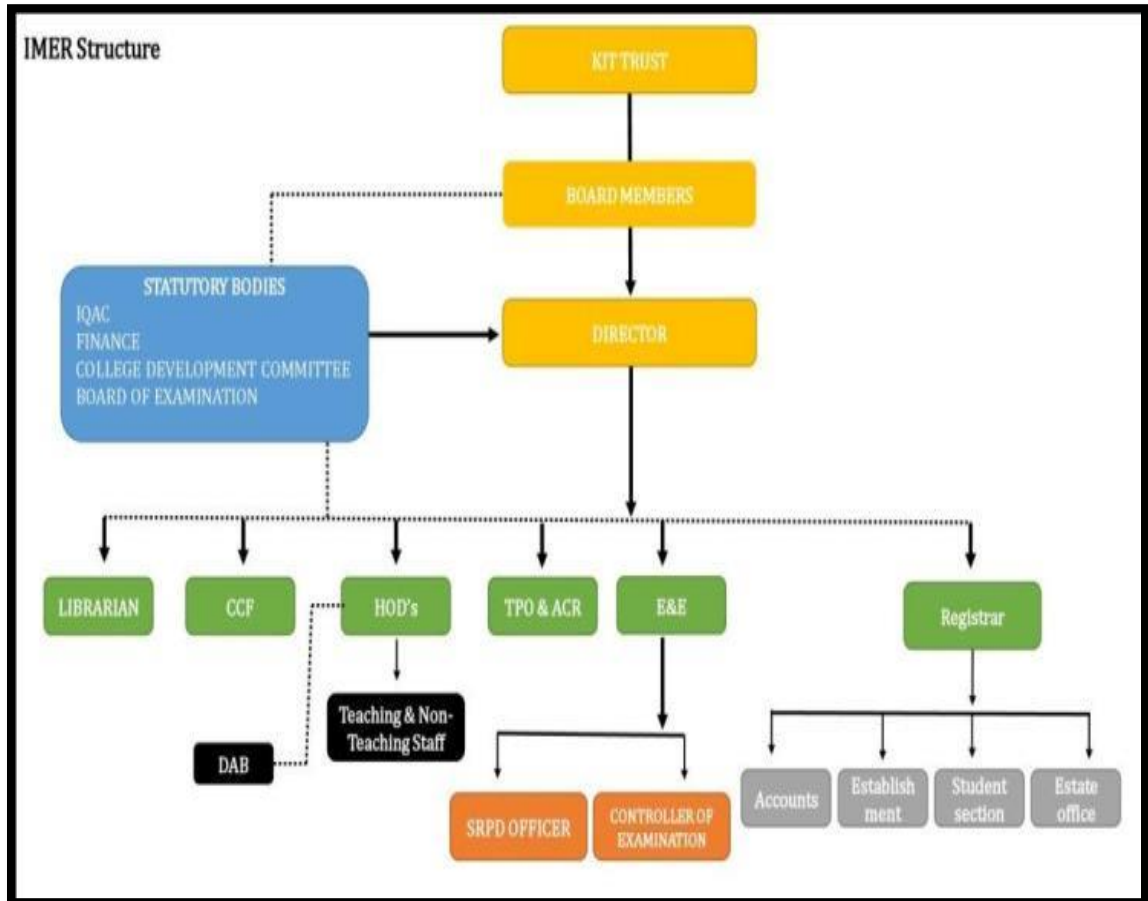 IMER Structure
KIT TRUST
BOARD MEMBERS
STATUTORY BODIES
IQAC
FINANCE
COLLEGE DEVELOPMENT COMMITTEE
BOARD OF EXAMINATION
DIRECTOR
LIBRARIAN
CCF
HOD's
TPO & ACR
E&E
Registrar
Teaching & Non-
Teaching Staff
DAB
SRPD OFFICER
CONTROLLER OF
EXAMINATION
Accounts
Establish
ment
Student
section
Estate
office